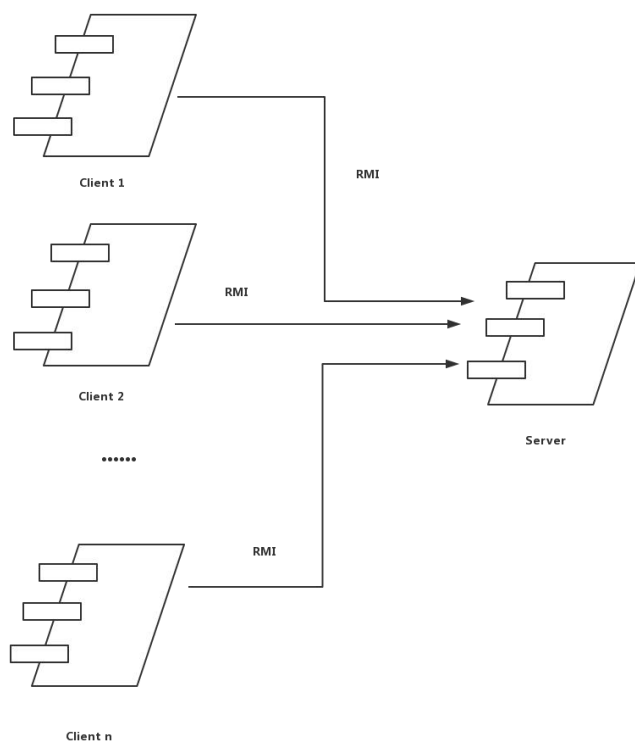 Client 1
RMI
RMI
Client 2
Server
......
RMI
Client n